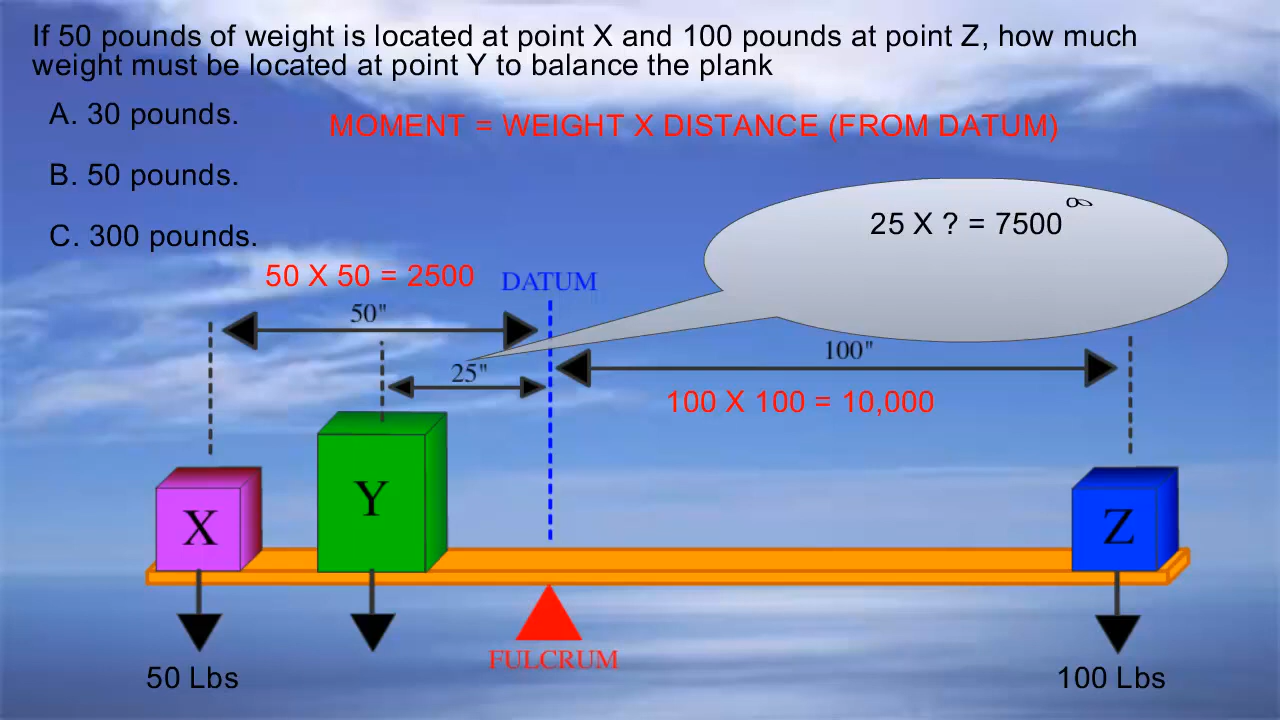 If 50 pounds of weight is located at point X and 100 pounds at point Z, how much
weight must be located at point Y to balance the plank
A. 30 pounds.
MOMENT = WEIGHT X DISTANCE (FROM DATUM)
B. 50 pounds.
25 X ? = 7500
C. 300 pounds.
50 X 50 = 2500
DATUM
50"
100"
25"
100 X 100 = 10,000
X
Y
Z
FULCRUM
50 Lbs
100 Lbs